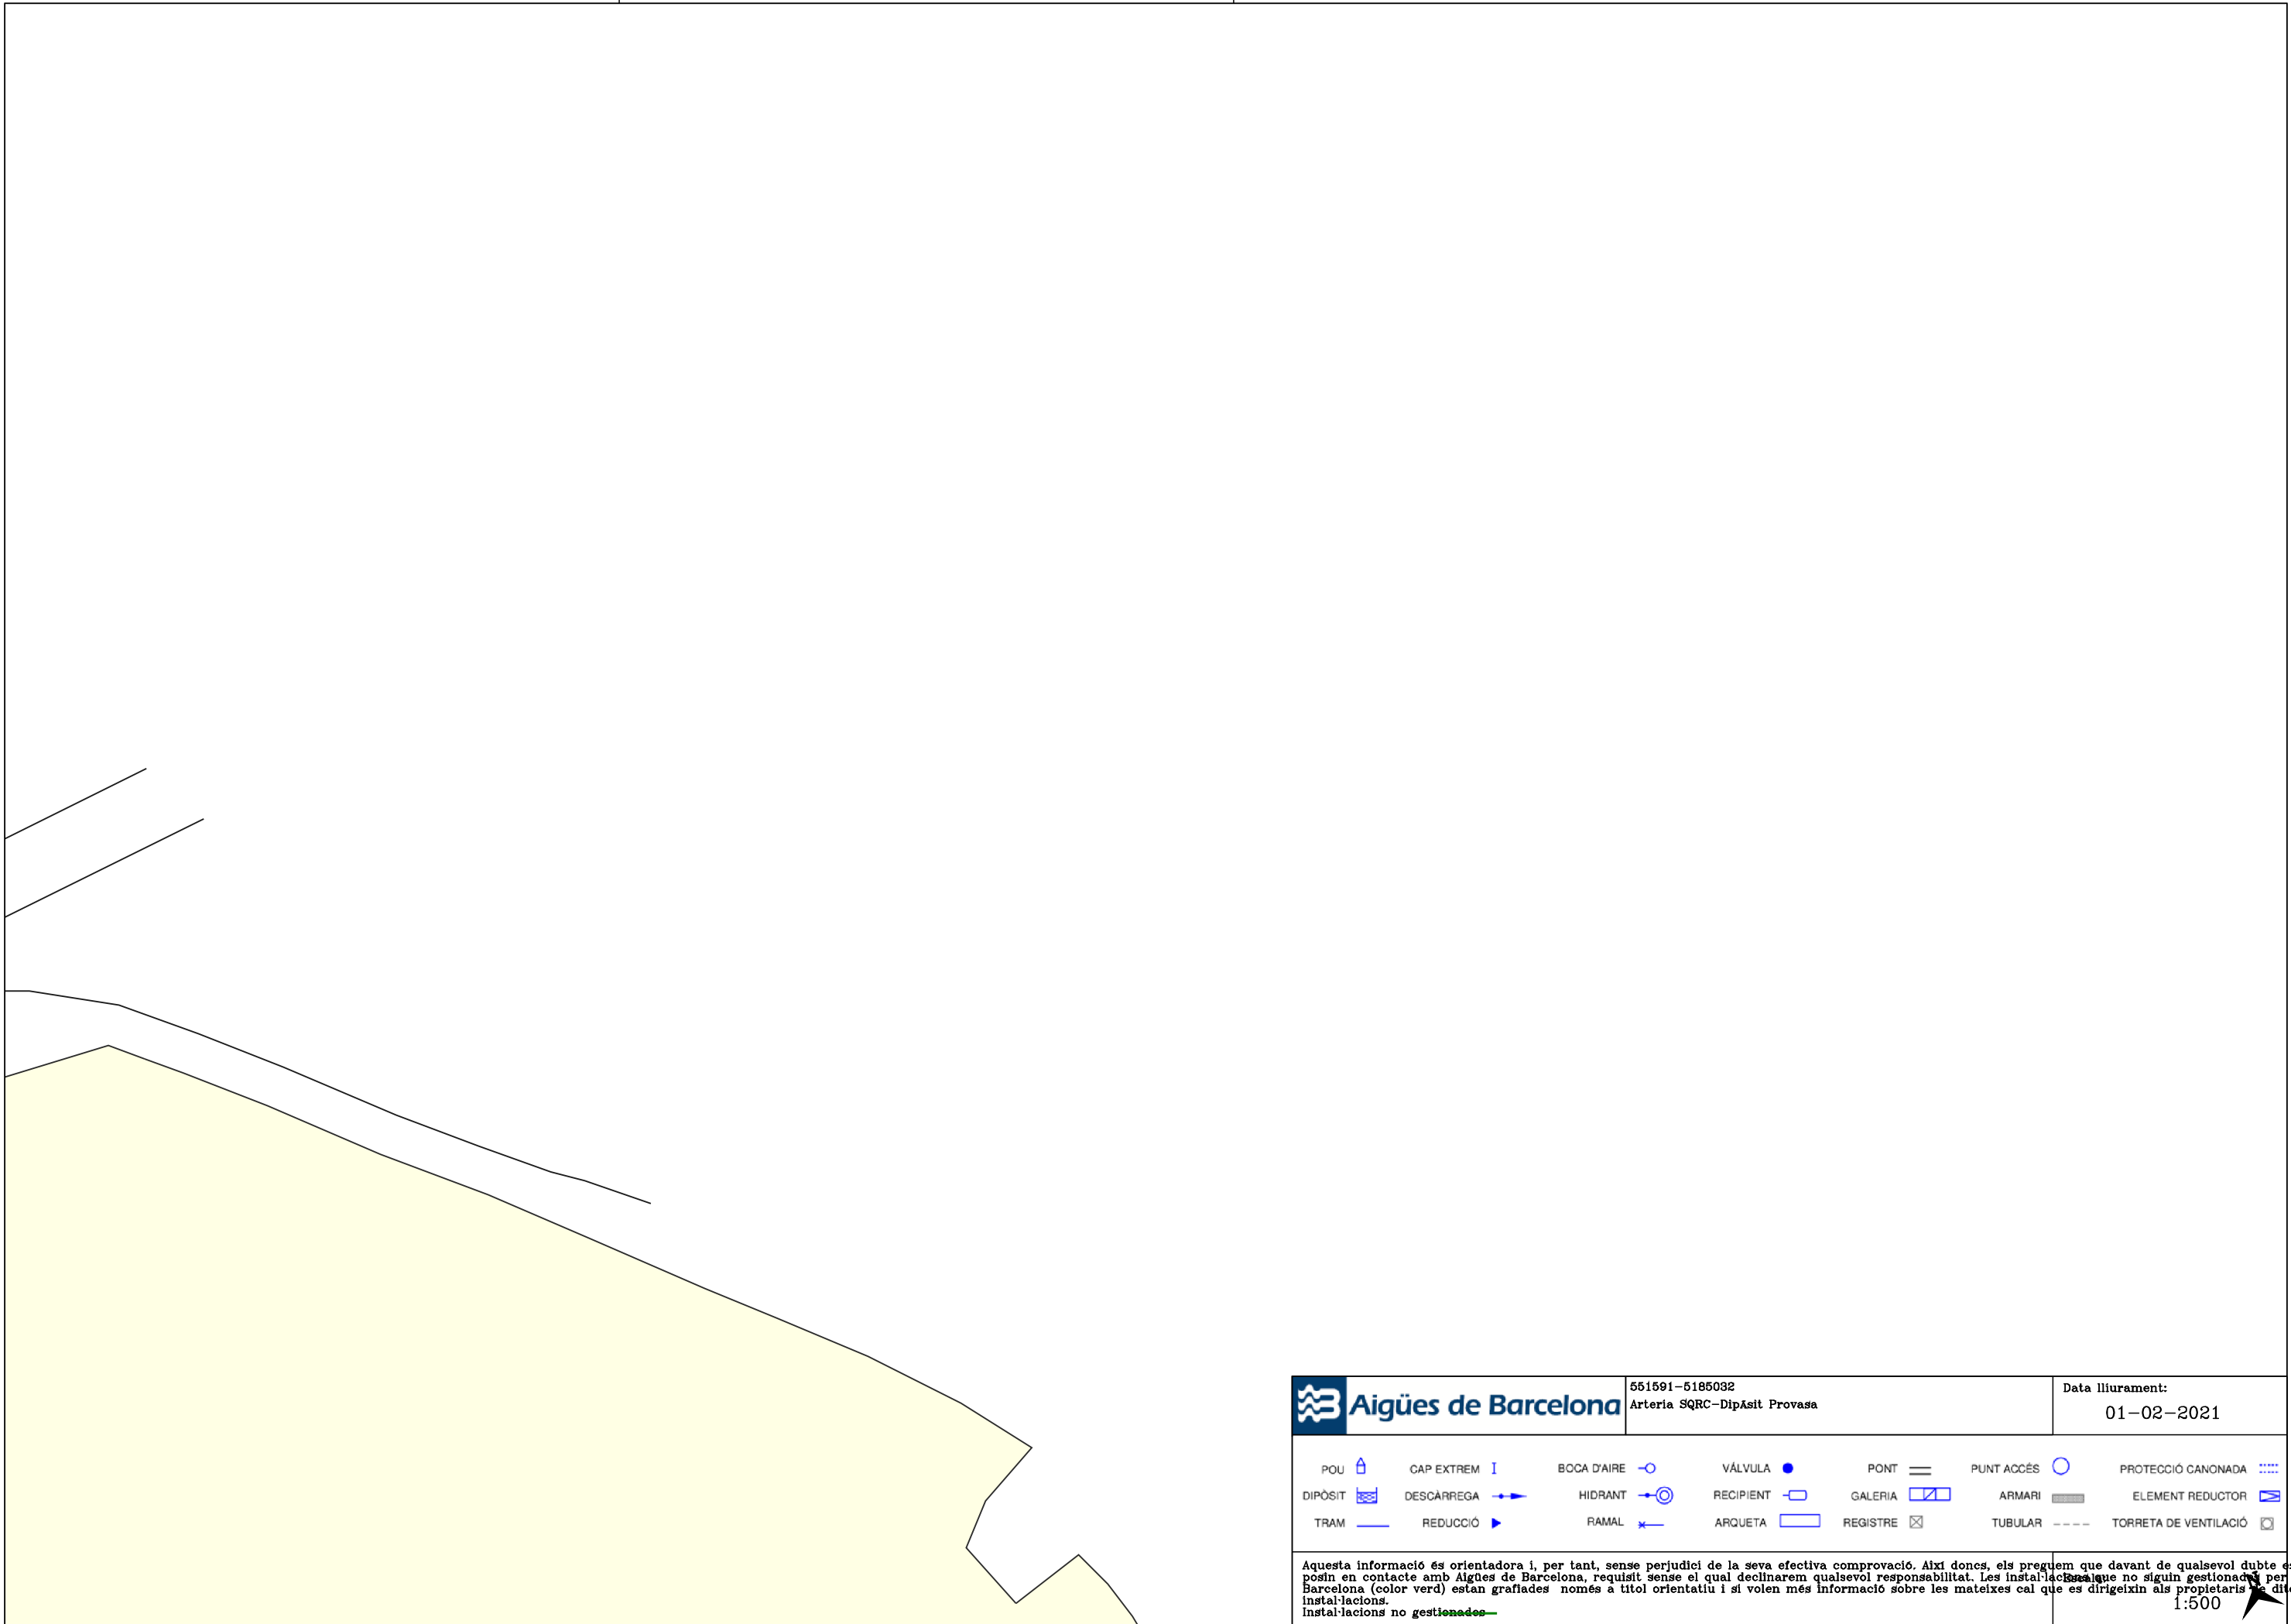 Aigües de Barcelona
551591-5185032
Arteria SQRC-DipÃsit Provasa
Data lliurament:
01-02-2021
POU CAP EXTREM BOCA D'AIRE VÁLVULA PONT PUNT ACCÉS PROTECCIÓ CANONADA
DIPÒSIT DESCÀRREGA HIDRANT RECIPIENT GALERIA ARMARI ELEMENT REDUCTOR
TRAM REDUCCIÓ RAMAL ARQUETA REGISTRE TUBULAR TORRETA DE VENTILACIÓ
Aquesta informació és orientadora i, per tant, sense perjudici de la seva efectiva comprovació. Així doncs, els preguem que davant de qualsevol dubte es
posin en contacte amb Aigües de Barcelona, requisit sense el qual declinarem qualsevol responsabilitat. Les instal·lacions que no siguin gestionades per
Barcelona (color verd) estan grafiades només a titol orientatiu i si volen més informació sobre les mateixes cal que es dirigeixin als propietaris de
instal·lacions.
Instal·lacions no gestionades
Escala:
1:500
N